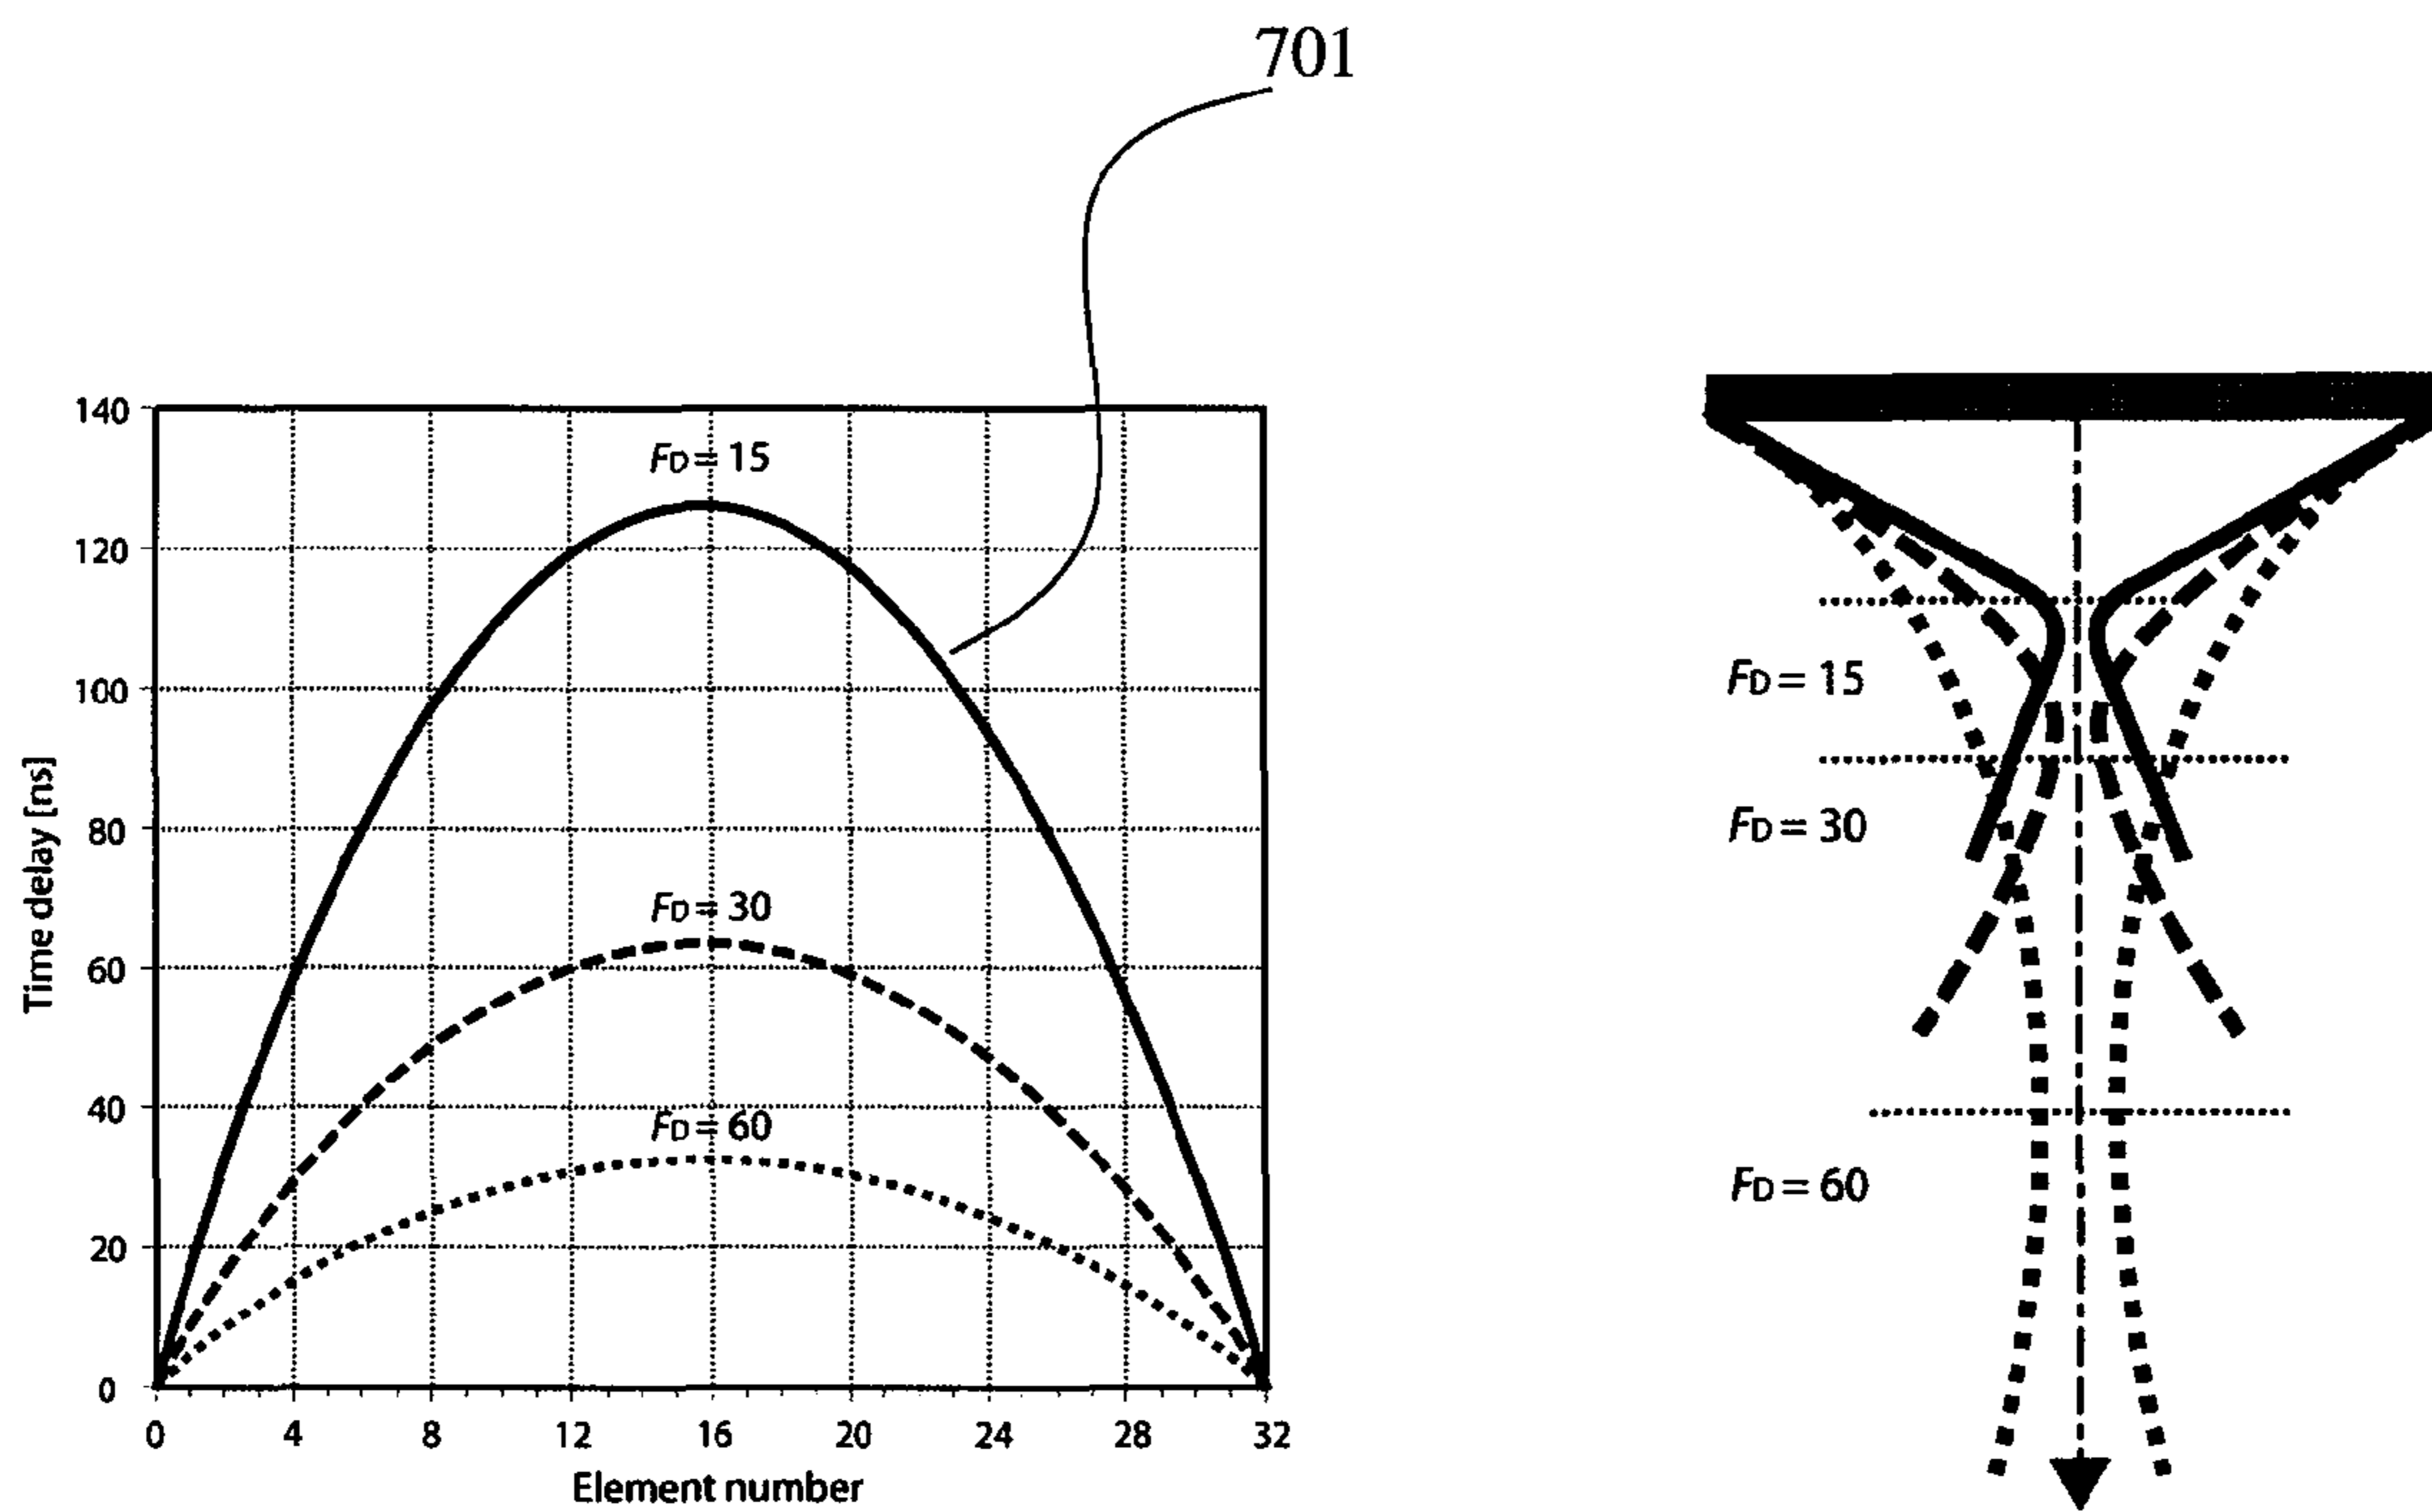 701
140
120
100
80
60
40
20
0
Time delay [ns]
FD = 15
FD = 30
FD = 60
0 4 8 12 16 20 24 28 32
Element number
FD = 15
FD = 30
FD = 60